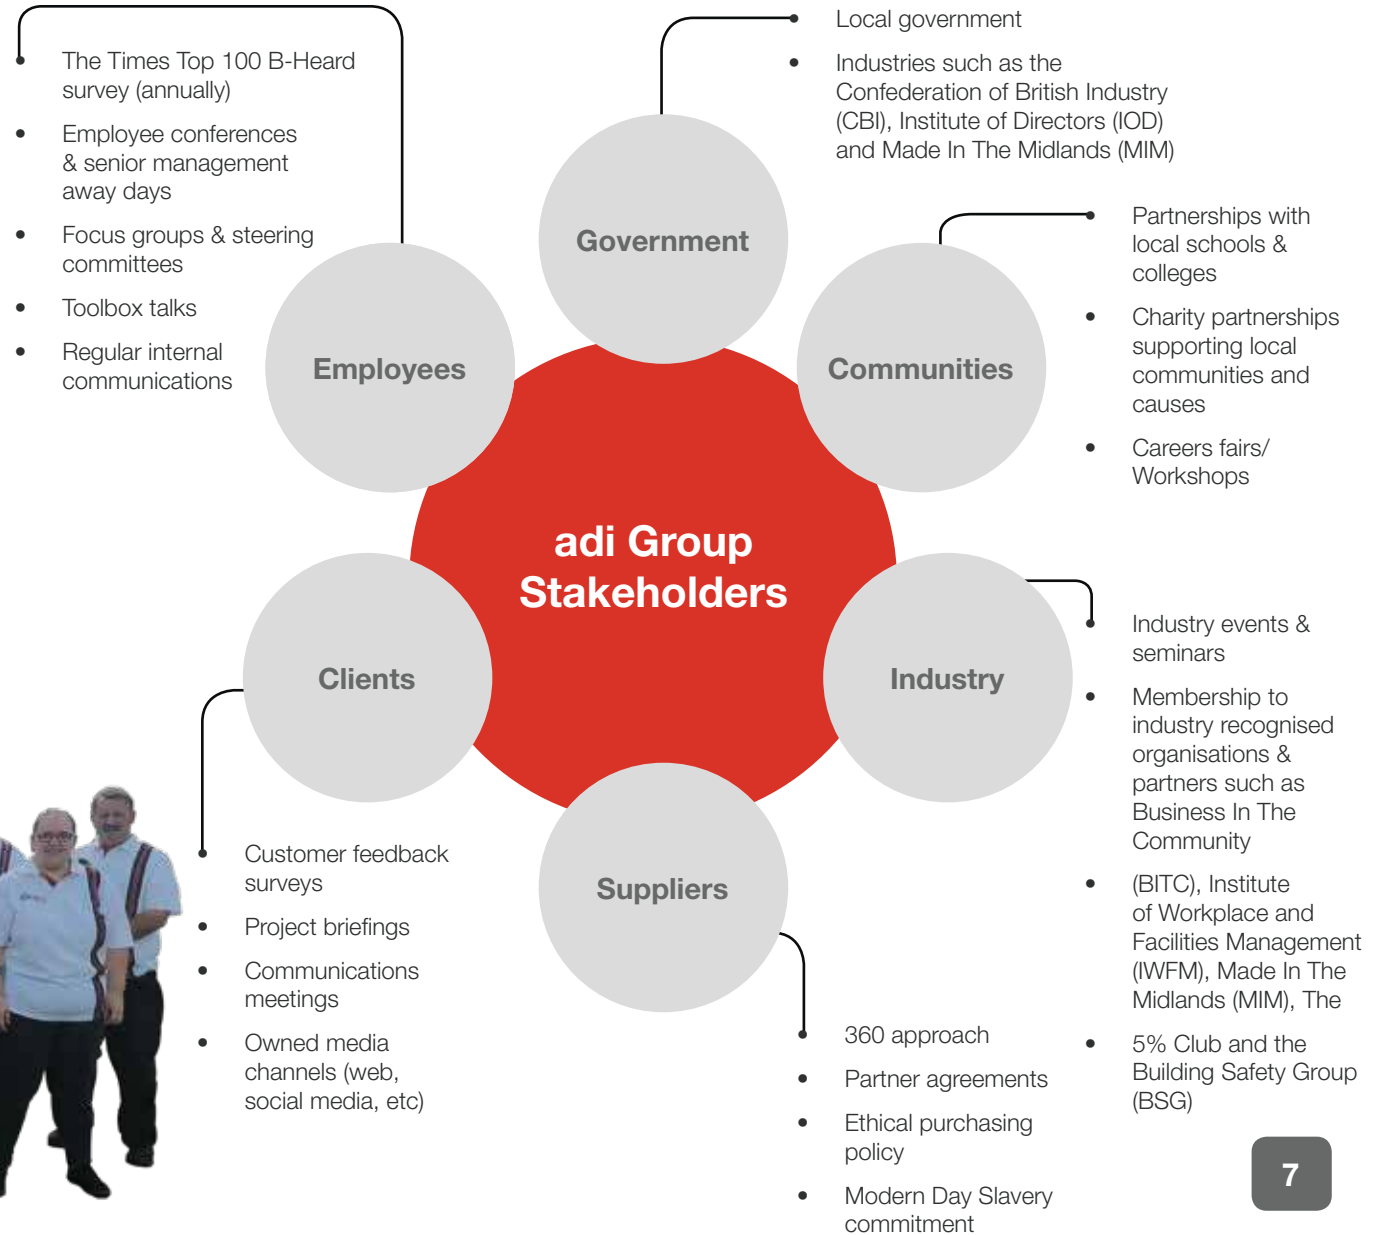 The Times Top 100 B-Heard
survey (annually)
Employee conferences
& senior management
away days
Focus groups & steering
committees
Toolbox talks
Regular internal
communications
Local government
Industries such as the
Confederation of British Industry
(CBI), Institute of Directors (IOD)
and Made In The Midlands (MIM)
Government
Employees
Communities
Partnerships with
local schools &
colleges
Charity partnerships
supporting local
communities and
causes
Careers fairs/
Workshops
adi Group
Stakeholders
Clients
Industry
Suppliers
Industry events &
seminars
Membership to
industry recognised
organisations &
partners such as
Business In The
Community
(BITC), Institute
of Workplace and
Facilities Management
(IWFM), Made In The
Midlands (MIM), The
5% Club and the
Building Safety Group
(BSG)
Customer feedback
surveys
Project briefings
Communications
meetings
Owned media
channels (web,
social media, etc)
360 approach
Partner agreements
Ethical purchasing
policy
Modern Day Slavery
commitment
7